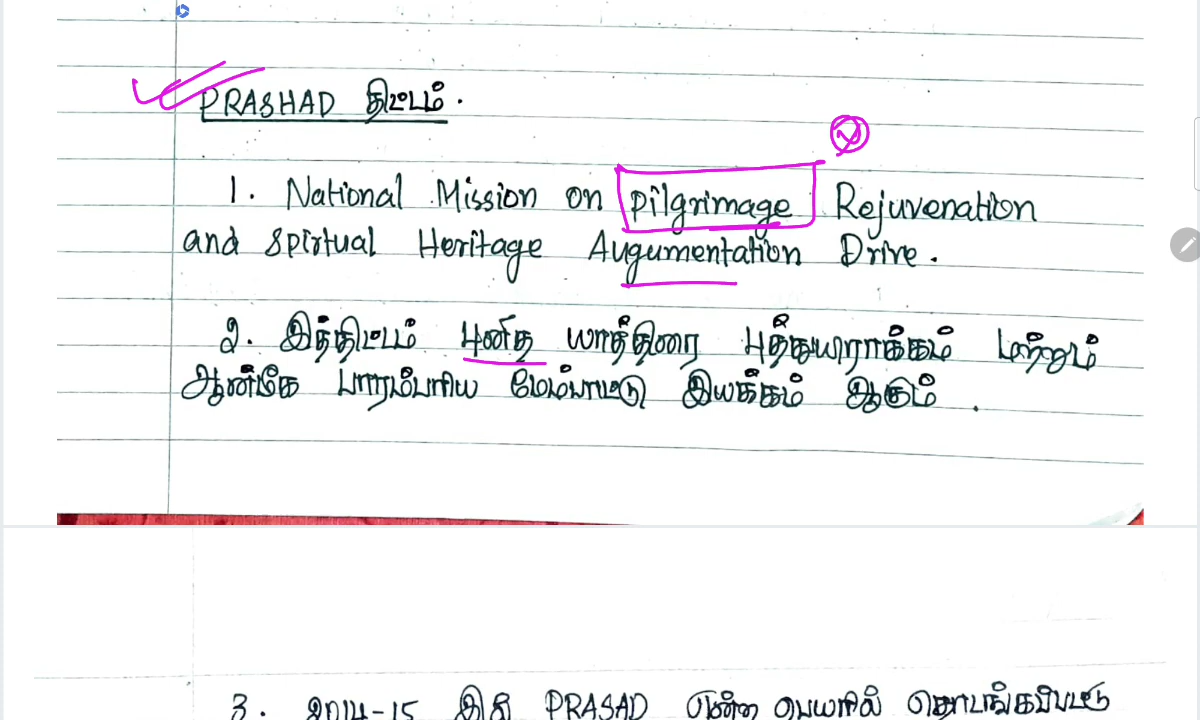 PRASHAD திட்டம்.
1. National Mission on pilgrimage Rejuvenation
and Spirtual Heritage Augumentation Drive.
2. இத்திட்டம் புனித யாத்திரை புத்துயிராக்கம் மற்றும்
ஆன்மிக பாரம்பரிய மேம்பாட்டு இயக்கம் ஆகும்.
3. 2014-15 இல் PRASAD என்ற பெயரில் தொடங்கப்பட்டு